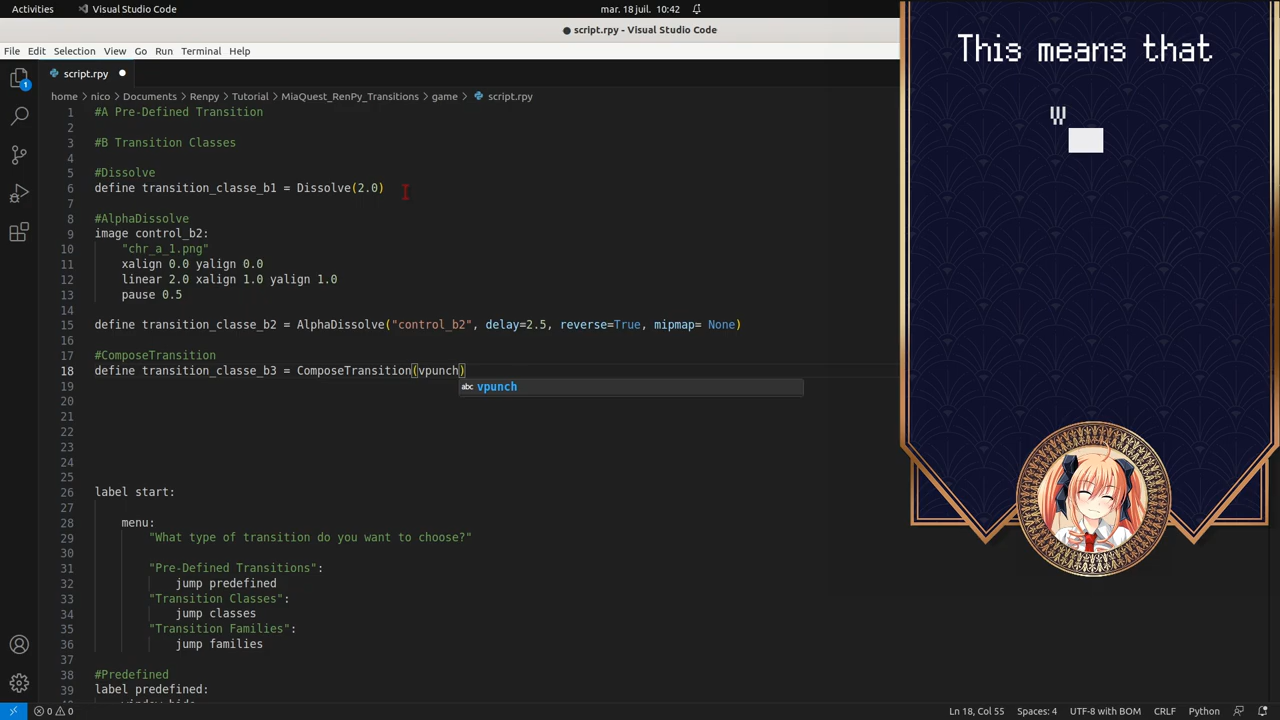 Activities
Visual Studio Code
mar. 18 juil. 10:42
● script.rpy - Visual Studio Code
File Edit Selection View Go Run Terminal Help
script.rpy
home > nico > Documents > Renpy > Tutorial > MiaQuest_RenPy_Transitions > game > script.rpy
1 #A Pre-Defined Transition
2
3 #B Transition Classes
4
5 #Dissolve
6 define transition_classe_b1 = Dissolve(2.0)
7
8 #AlphaDissolve
9 image control_b2:
10 "chr_a_1.png"
11 xalign 0.0 yalign 0.0
12 linear 2.0 xalign 1.0 yalign 1.0
13 pause 0.5
14
15 define transition_classe_b2 = AlphaDissolve("control_b2", delay=2.5, reverse=True, mipmap= None)
16
17 #ComposeTransition
18 define transition_classe_b3 = ComposeTransition(vpunch)
abc vpunch
19
20
21
22
23
24
25
26 label start:
27
28 menu:
29 "What type of transition do you want to choose?"
30
31 "Pre-Defined Transitions":
32 jump predefined
33 "Transition Classes":
34 jump classes
35 "Transition Families":
36 jump families
37
38 #Predefined
39 label predefined:
1
0 0
Ln 18, Col 55
Spaces: 4
UTF-8 with BOM
CRLF
Python
This means that
w